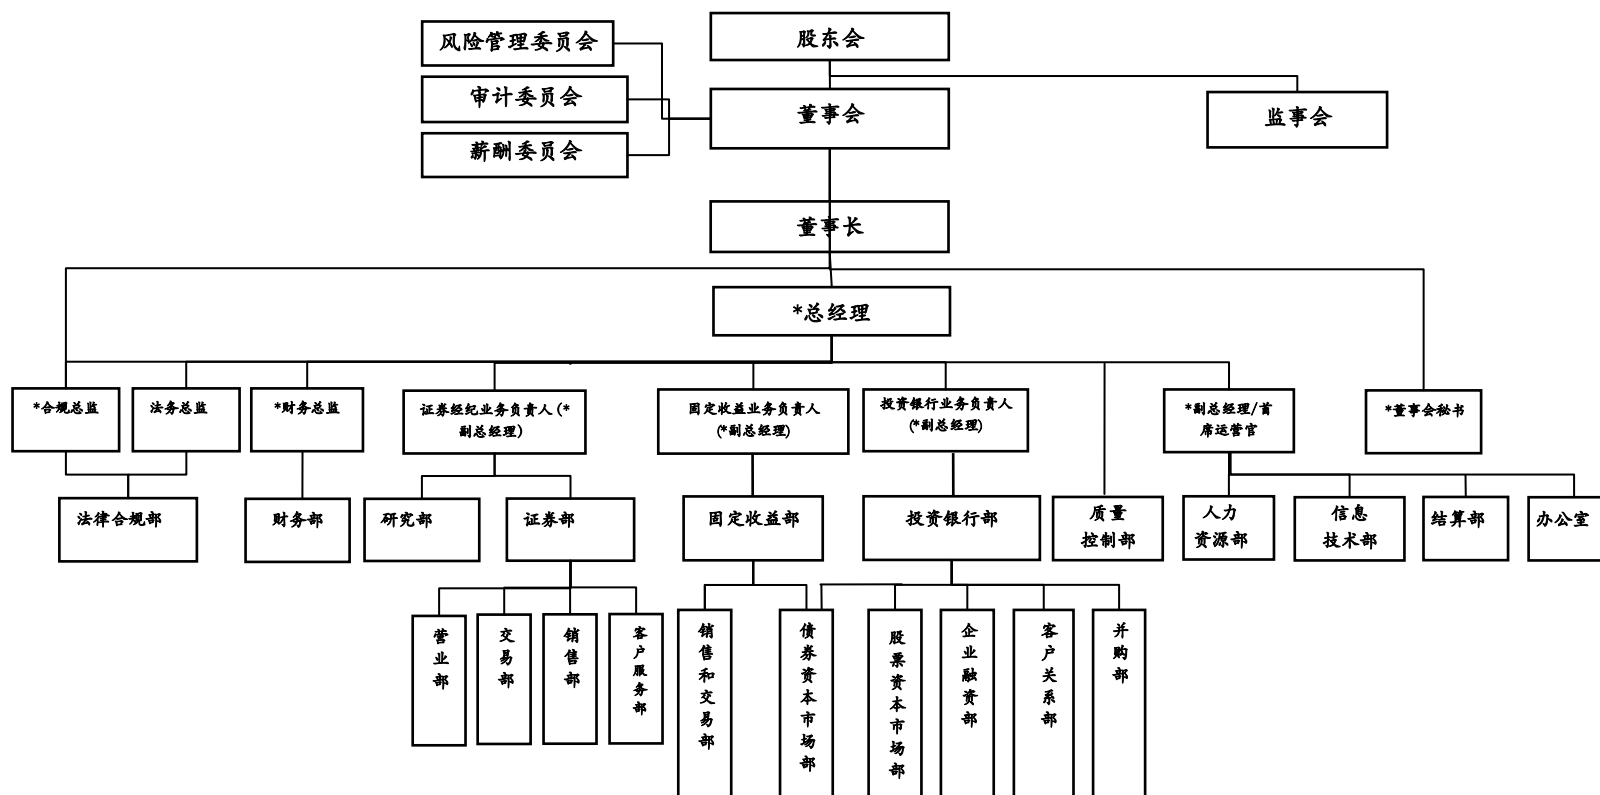 风险管理委员会
股东会
审计委员会
董事会
监事会
薪酬委员会
董事长
*总经理
*合规总监
法务总监
*财务总监
证券经纪业务负责人(*
副总经理)
固定收益业务负责人
(*副总经理)
投资银行业务负责人
(*副总经理)
*副总经理/首
席运营官
*董事会秘书
法律合规部
财务部
研究部
证券部
固定收益部
投资银行部
质量
控制部
人力
资源部
信息
技术部
结算部
办公室
营业部
交易部
销售部
客户服务部
销售和交易部
债券资本市场部
股票资本市场部
企业融资部
客户关系部
并购部